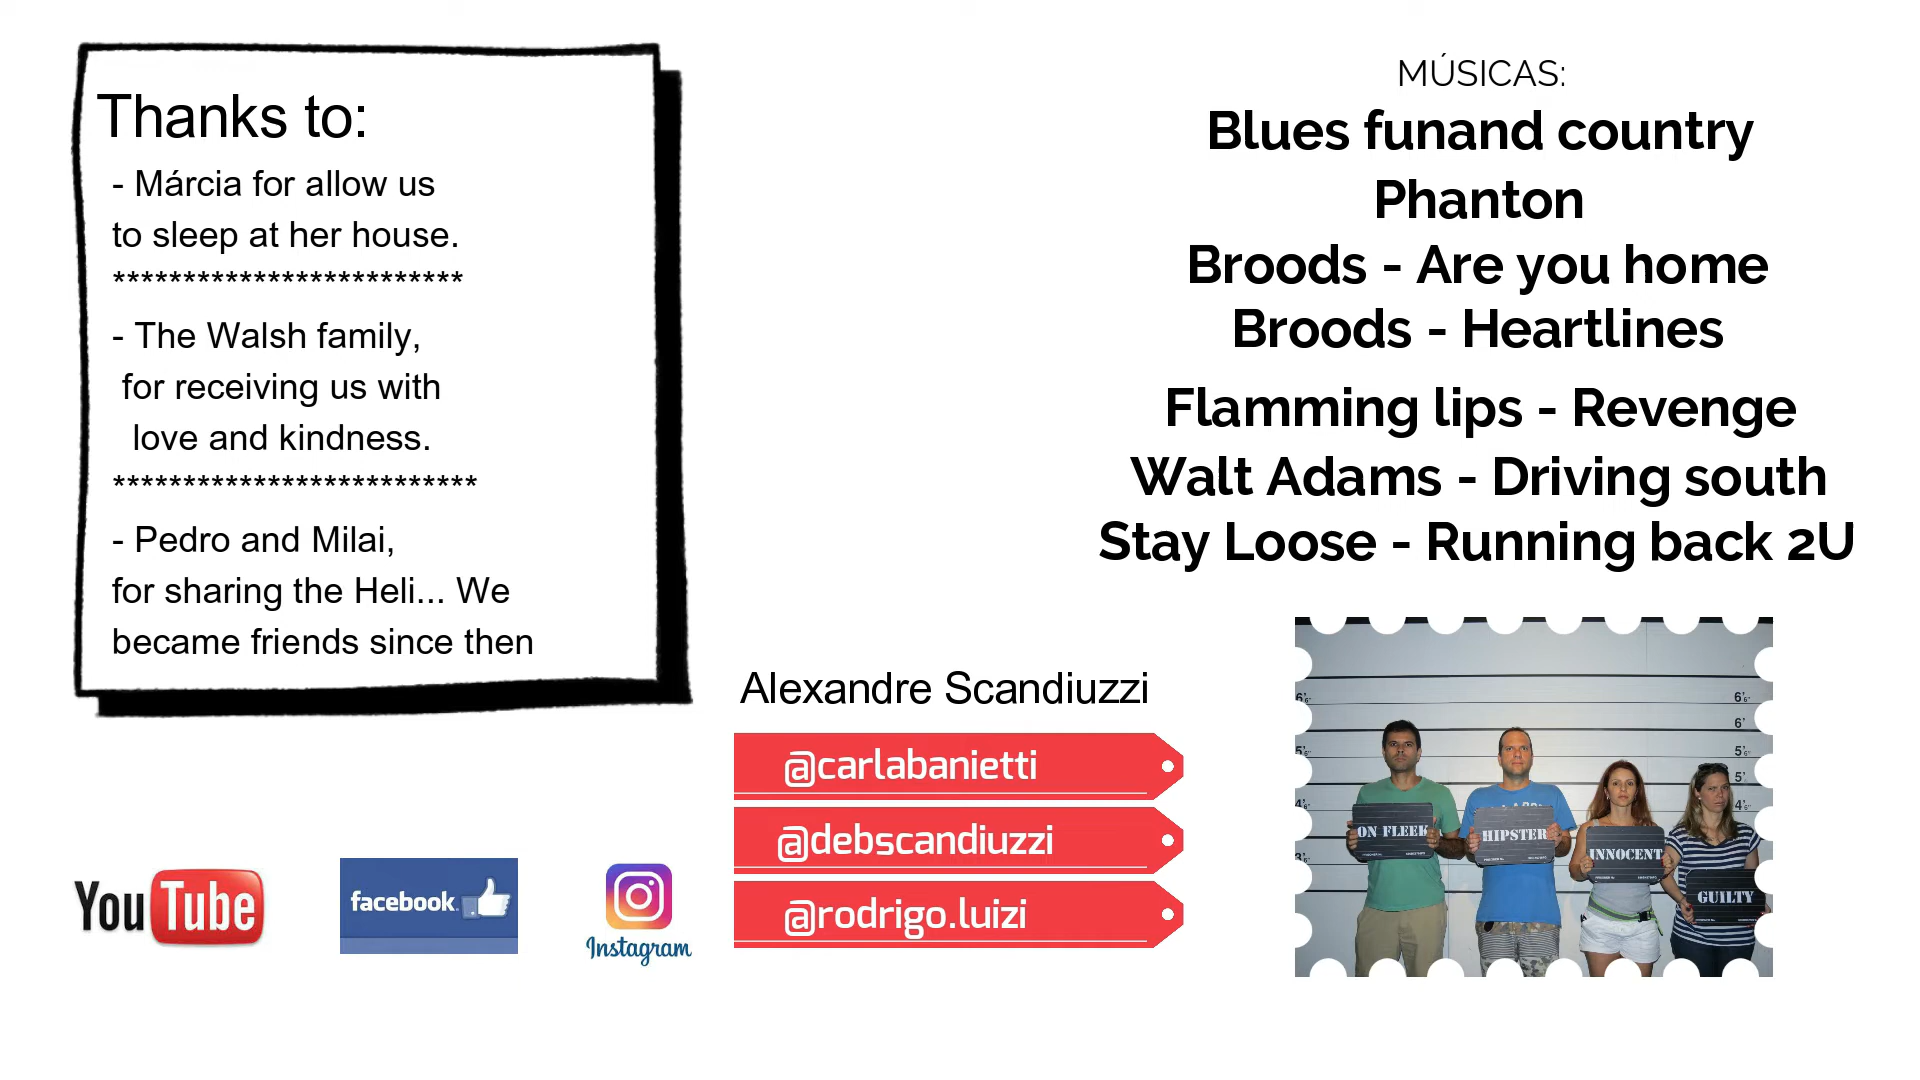 Thanks to:
- Márcia for allow us
to sleep at her house.
*************************
- The Walsh family,
for receiving us with
love and kindness.
**************************
- Pedro and Milai,
for sharing the Heli... We
became friends since then
MÚSICAS:
Blues funand country
Phanton
Broods - Are you home
Broods - Heartlines
Flamming lips - Revenge
Walt Adams - Driving south
Stay Loose - Running back 2U
Alexandre Scandiuzzi
@carlabanietti
@debscandiuzzi
@rodrigo.luizi
YouTube
facebook
Instagram
6'
5'
ON FLEEK
HIPSTER
INNOCENT
GUILTY